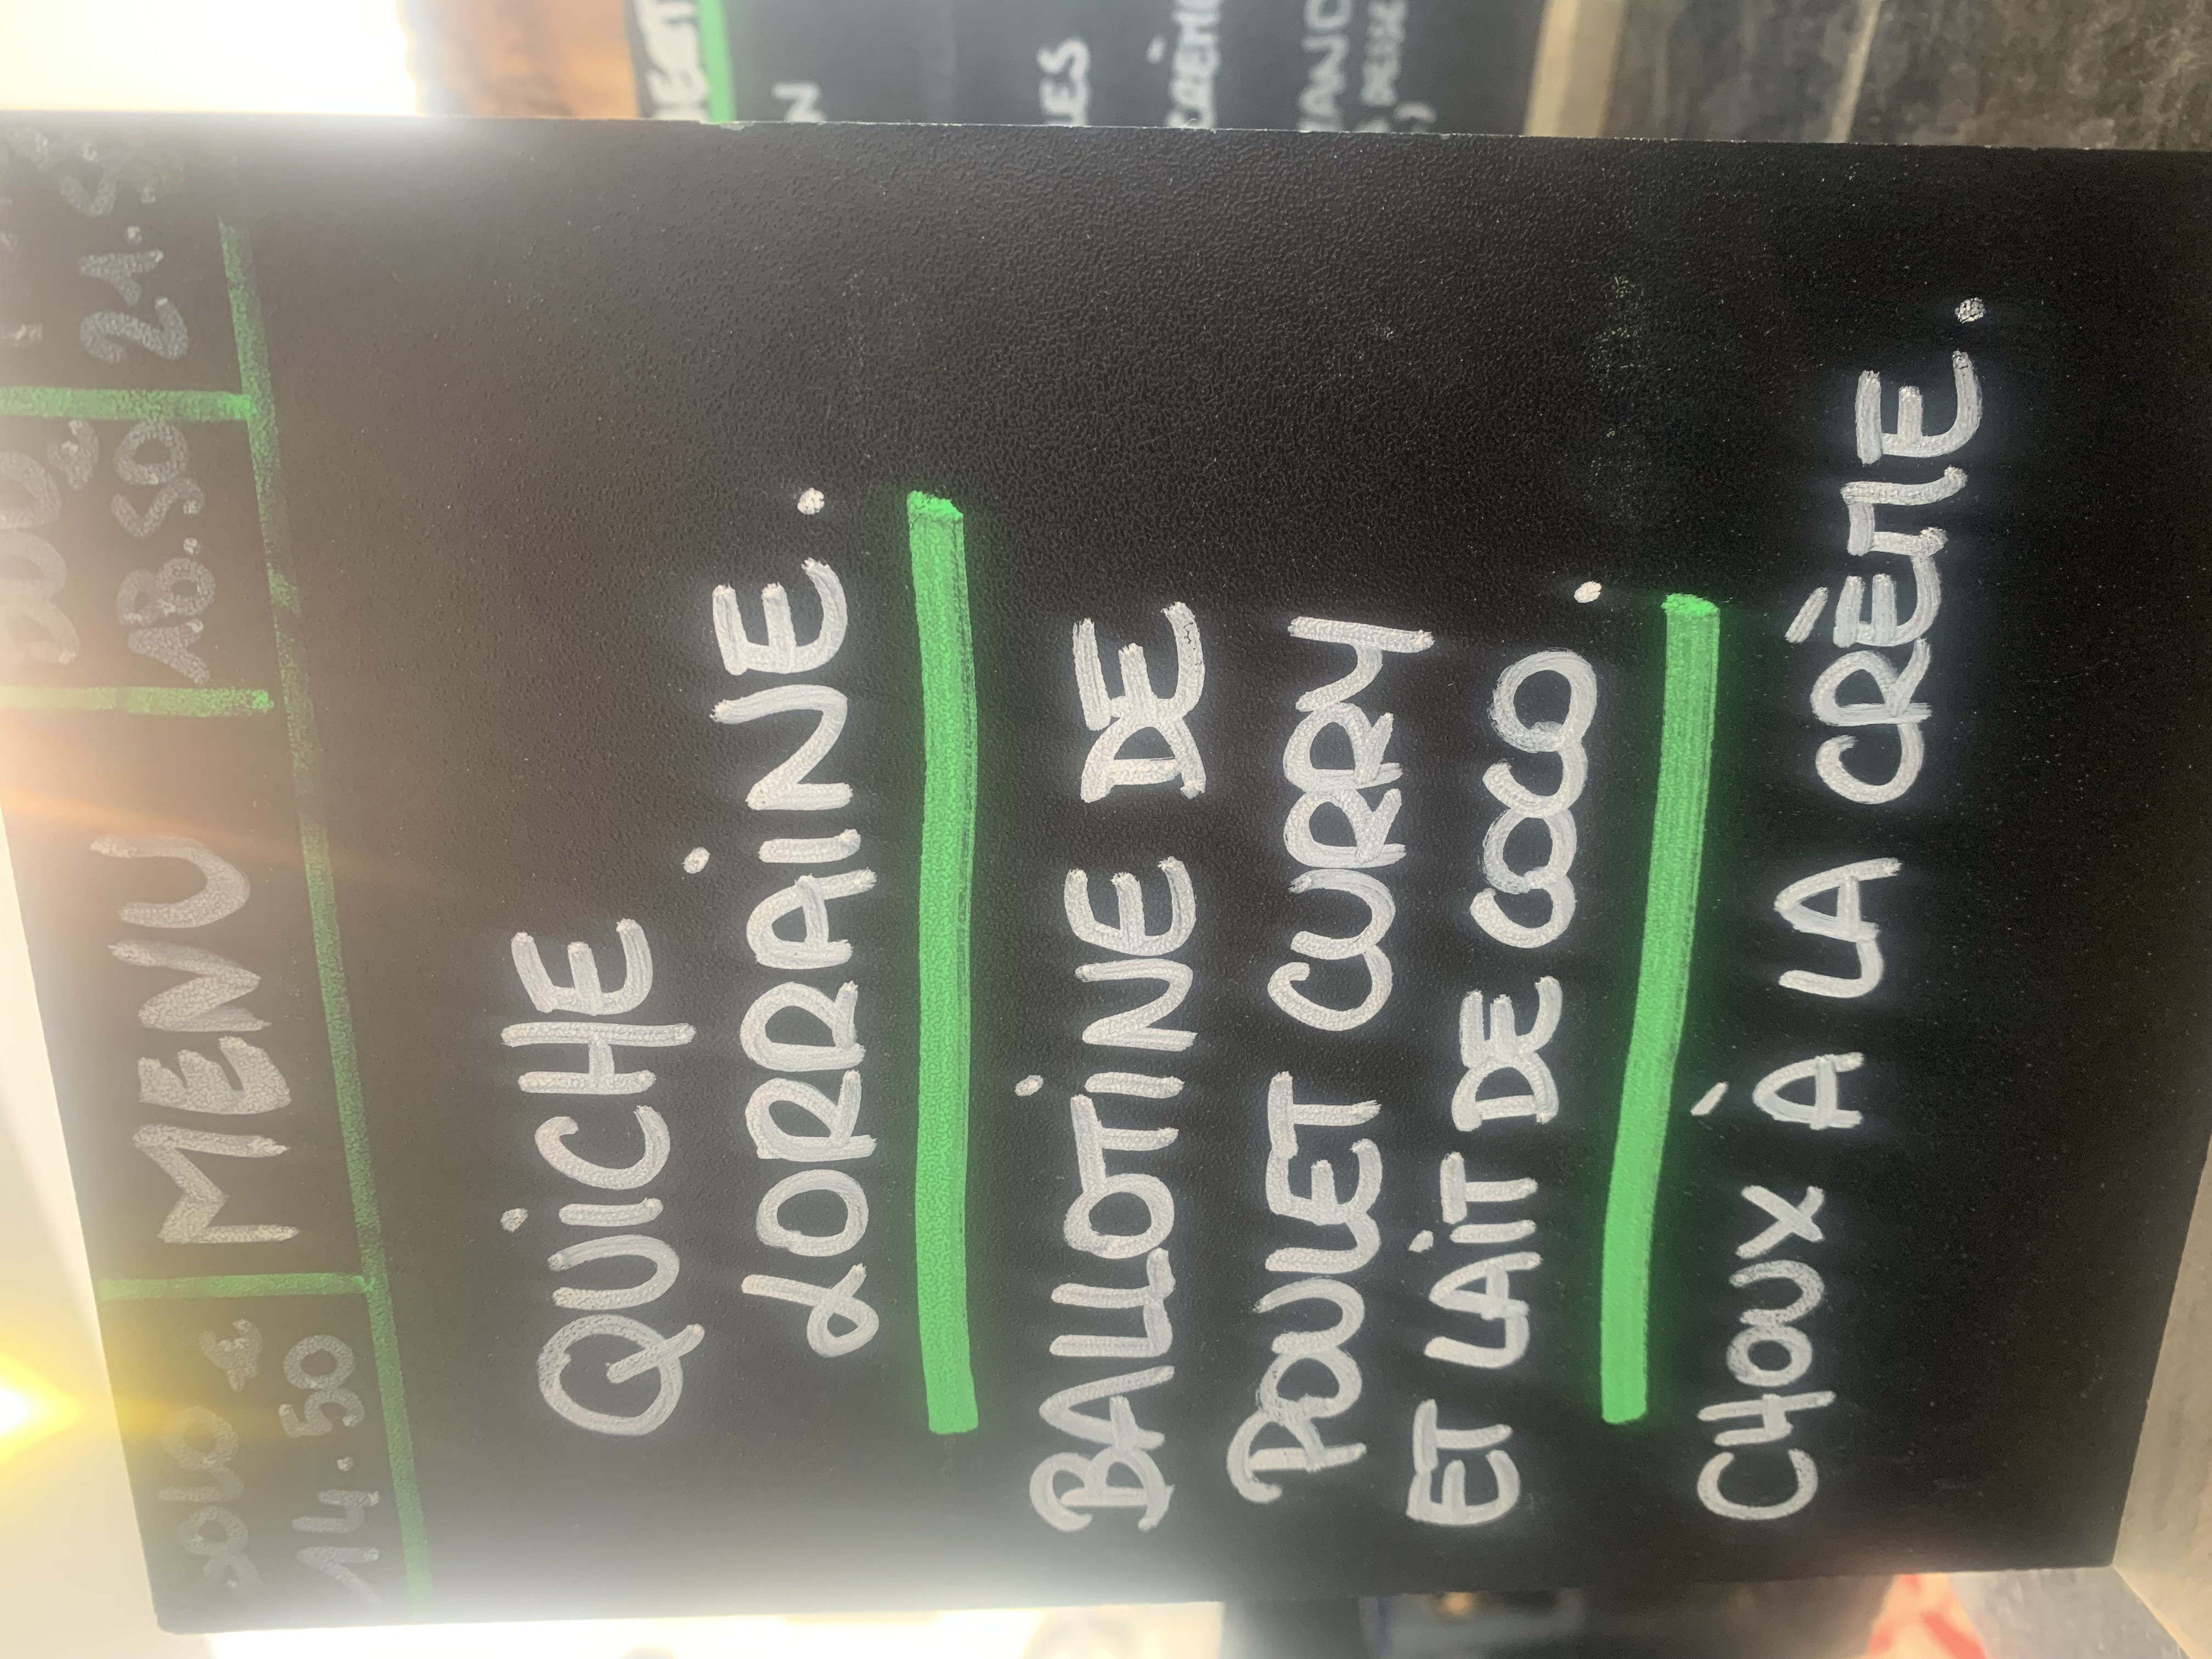 MENU
SOLO
14.50
DUO
18.50
QUICHE
LORRAINE.
BALLOTINE DE
POULET CURRY
ET LAIT DE COCO.
CHOUX À LA CRÈME.